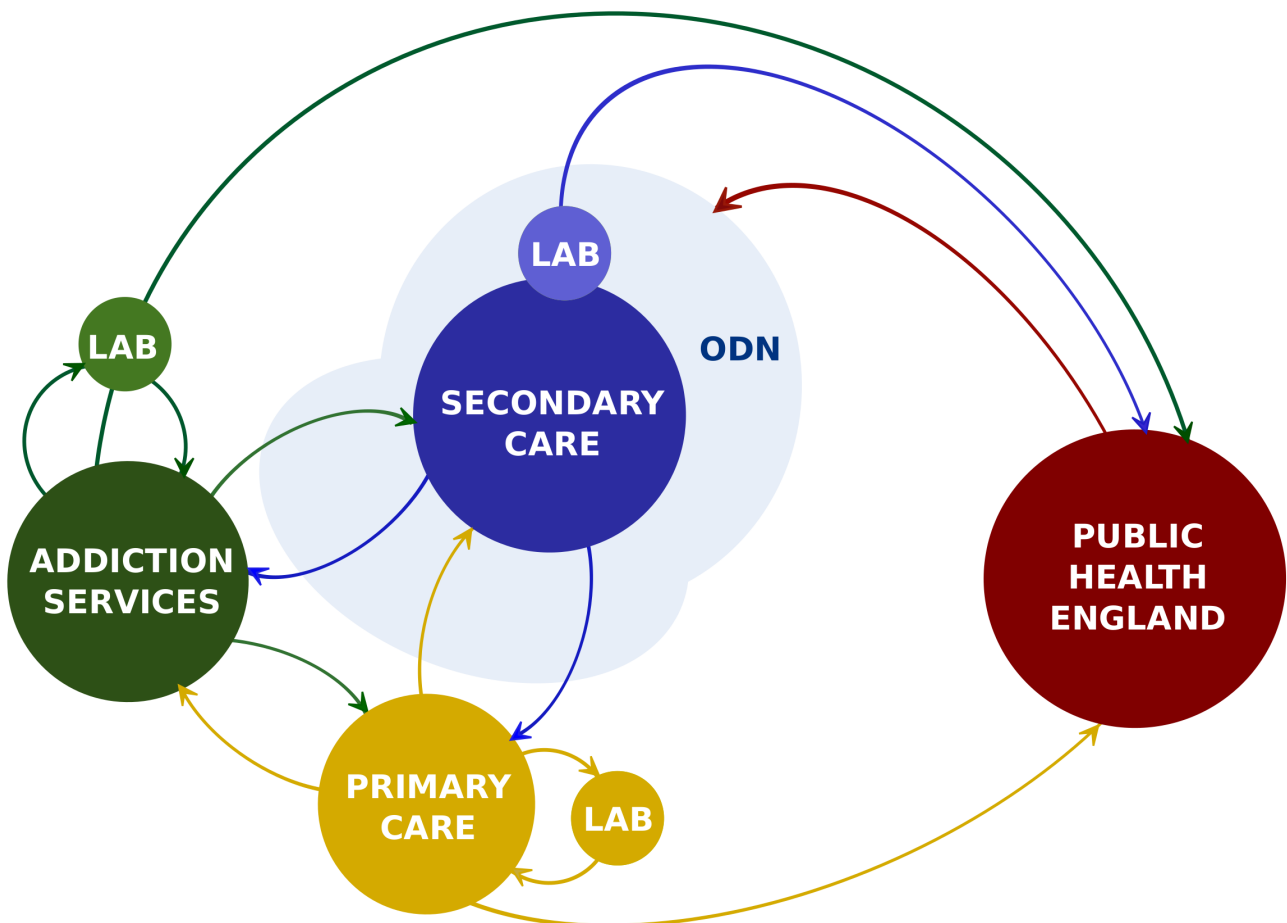 LAB
LAB
ODN
SECONDARY
CARE
ADDICTION
SERVICES
PUBLIC
HEALTH
ENGLAND
PRIMARY
CARE
LAB